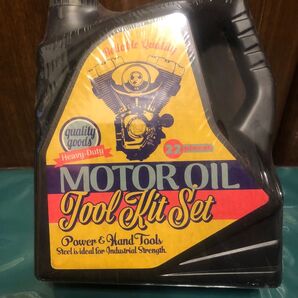 Reliable Quality
quality
goods
Heavy-Duty
27
MOTOR OIL
Tool Kit Set
Power & Hand Tools
Steel is ideal for Industrial Strength.